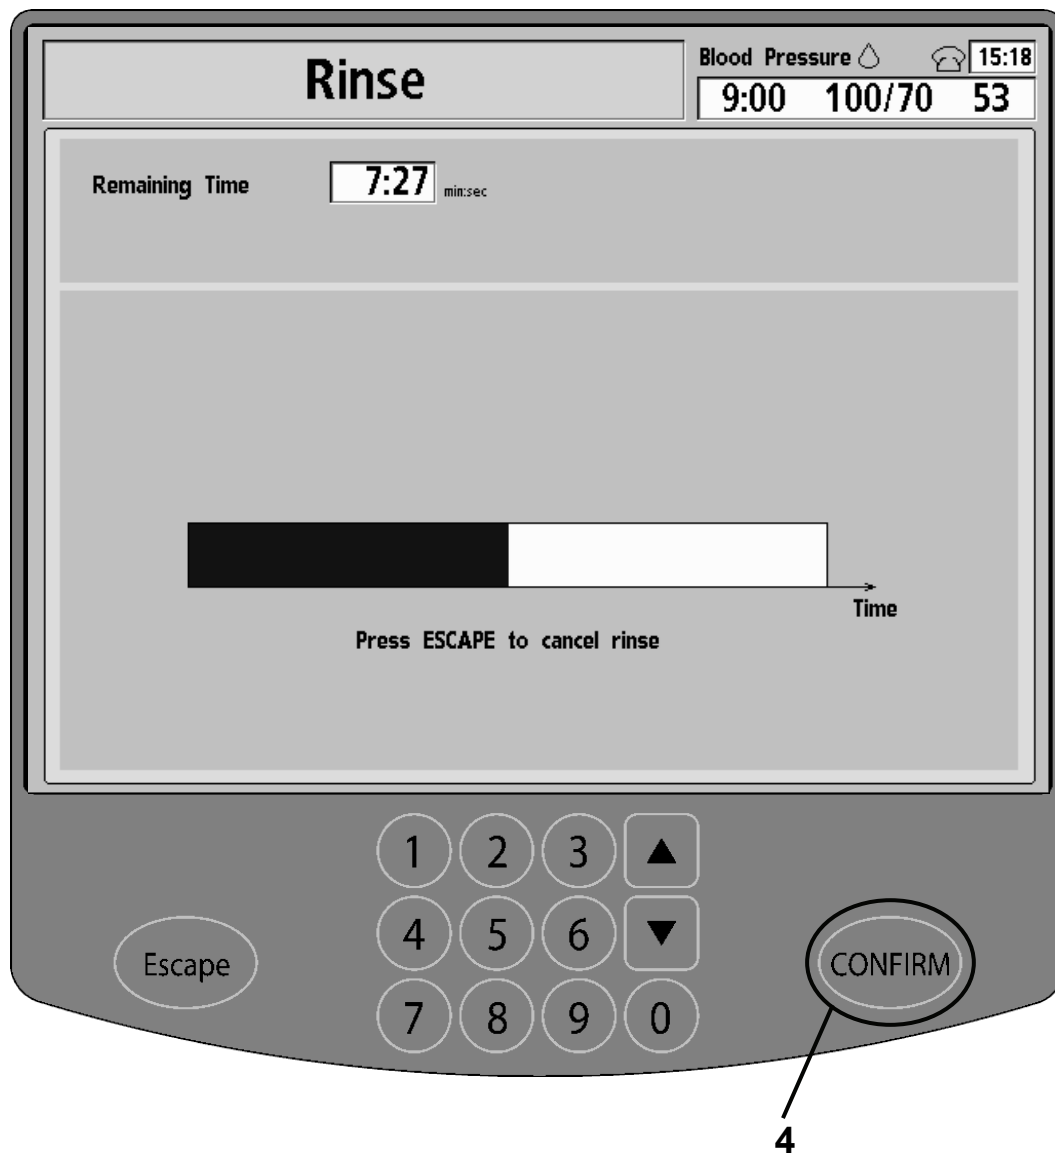 Rinse
Blood Pressure 15:18
9:00 100/70 53
Remaining Time 7:27 min:sec
Time
Press ESCAPE to cancel rinse
1 2 3
4 5 6
Escape CONFIRM
7 8 9 0
4